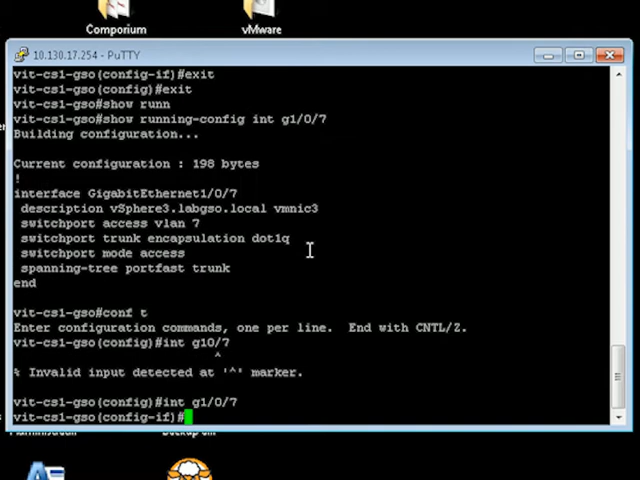 Comporium
vMware
10.130.17.254 - PuTTY
vit-cs1-gso(config-if)#exit
vit-cs1-gso(config)#exit
vit-cs1-gso#show runn
vit-cs1-gso#show running-config int g1/0/7
Building configuration...
Current configuration : 198 bytes
!
interface GigabitEthernet1/0/7
description vSphere3.labgso.local vmnic3
switchport access vlan 7
switchport trunk encapsulation dot1q
switchport mode access
spanning-tree portfast trunk
end
vit-cs1-gso#conf t
Enter configuration commands, one per line.  End with CNTL/Z.
vit-cs1-gso(config)#int g10/7
^
% Invalid input detected at '^' marker.
vit-cs1-gso(config)#int g1/0/7
vit-cs1-gso(config-if)#